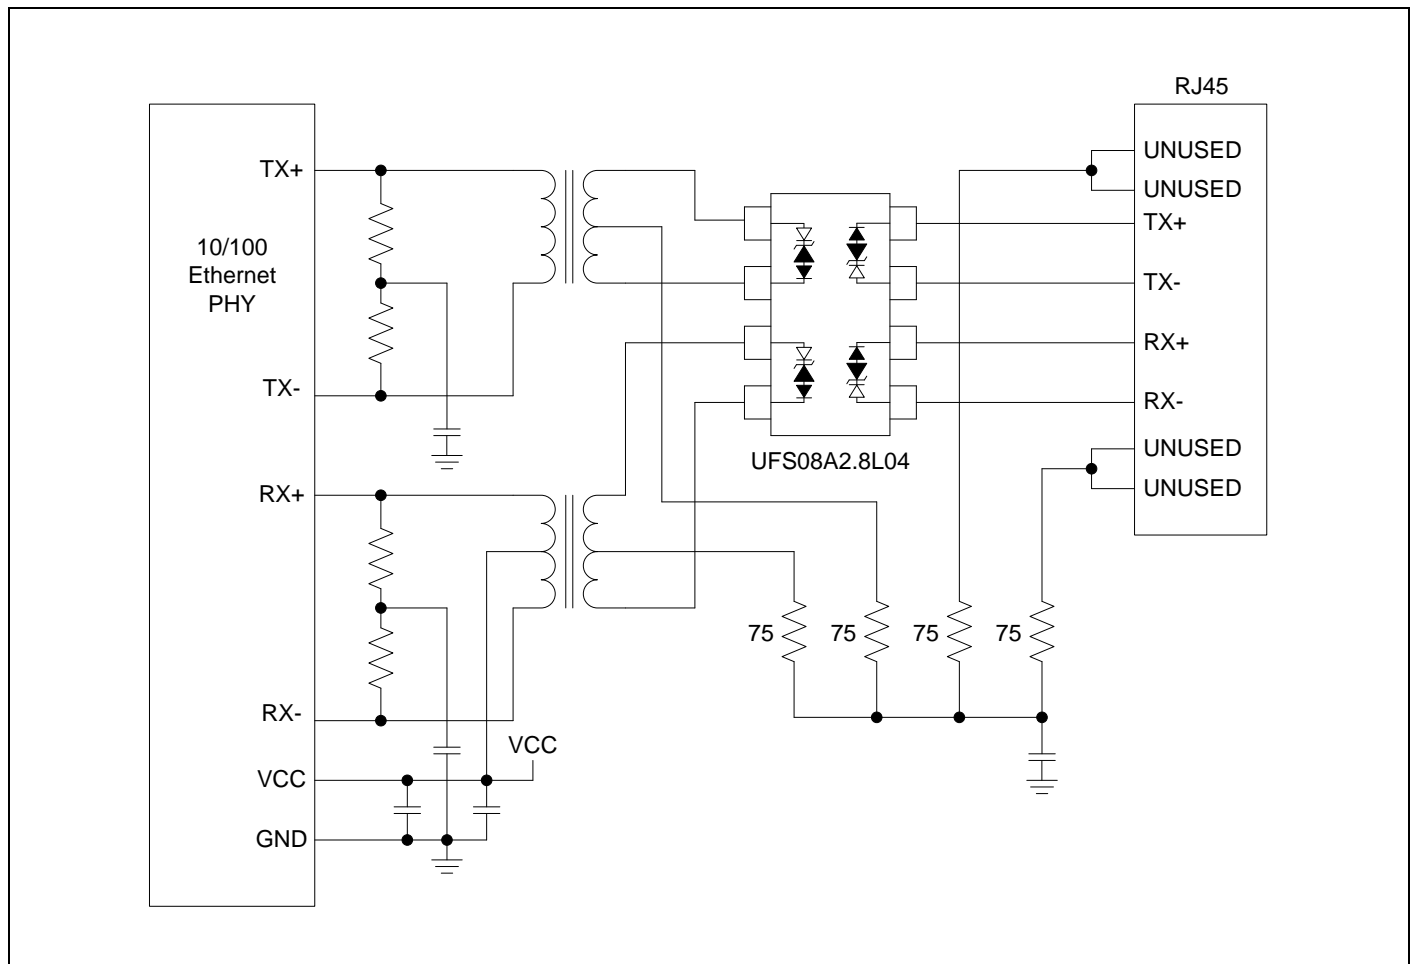 RJ45
UNUSED
UNUSED
TX+
TX-
RX+
RX-
UNUSED
UNUSED
TX+
10/100
Ethernet
PHY
TX-
RX+
RX-
VCC
GND
VCC
UFS08A2.8L04
75
75
75
75